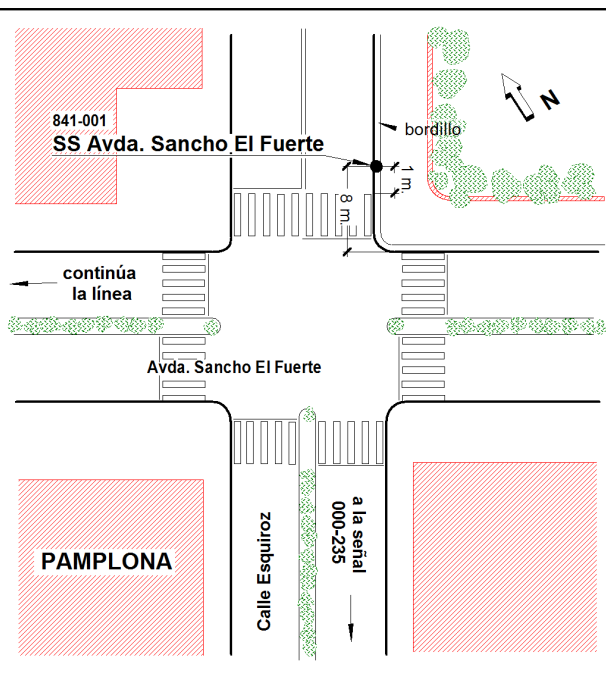 N
841-001
SS Avda. Sancho El Fuerte
bordillo
1 m.
8 m.
continúa
la línea
Avda. Sancho El Fuerte
PAMPLONA
Calle Esquiroz
a la señal
000-235